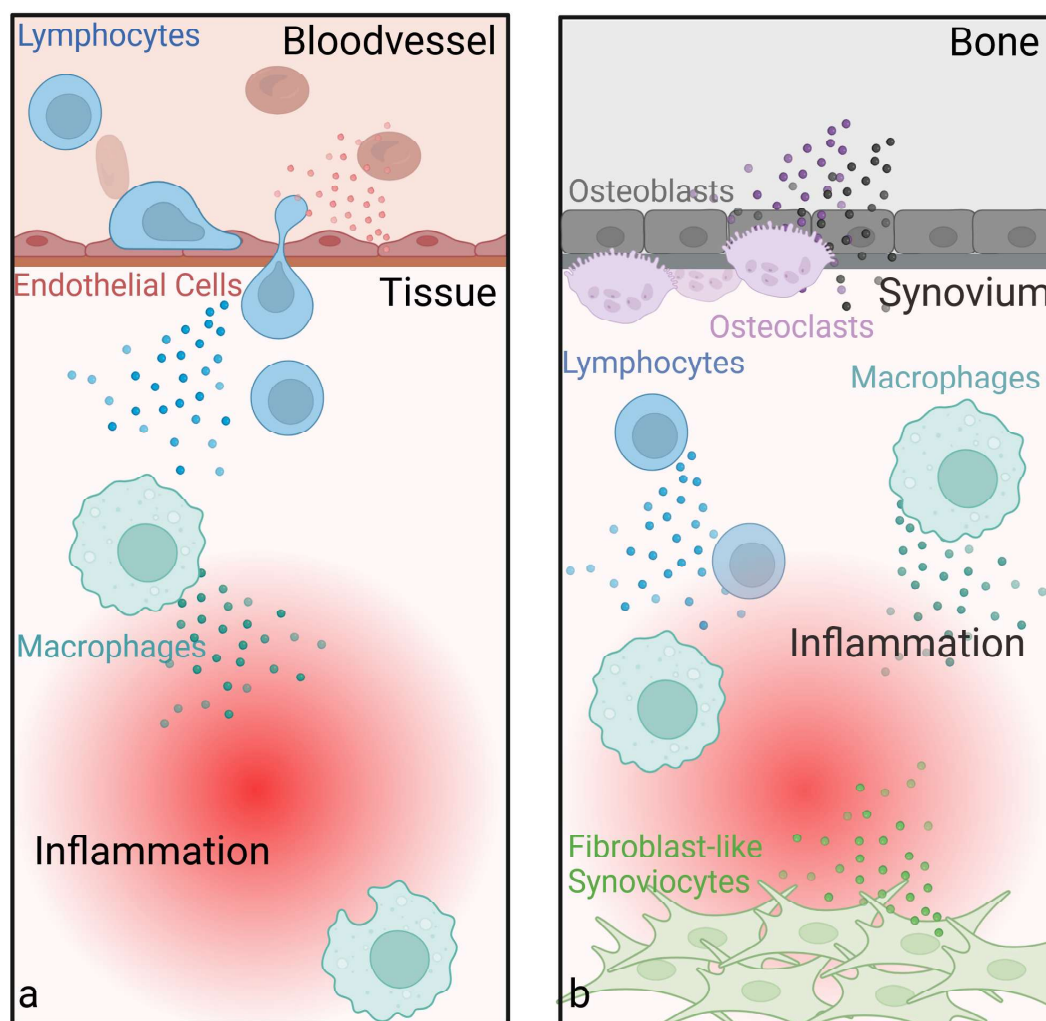 Lymphocytes
Bloodvessel
Endothelial Cells
Tissue
Macrophages
Inflammation
a
Bone
Osteoblasts
Synovium
Osteoclasts
Lymphocytes
Macrophages
Inflammation
Fibroblast-like
Synoviocytes
b